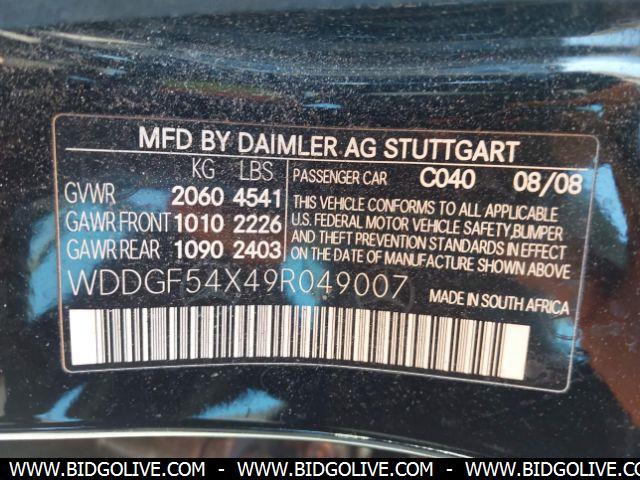 MFD BY DAIMLER AG STUTTGART
KG LBS
GVWR 2060 4541
GAWR FRONT 1010 2226
GAWR REAR 1090 2403
PASSENGER CAR C040 08/08
THIS VEHICLE CONFORMS TO ALL APPLICABLE
U.S. FEDERAL MOTOR VEHICLE SAFETY,BUMPER
AND THEFT PREVENTION STANDARDS IN EFFECT
ON THE DATE OF MANUFACTURE SHOWN ABOVE.
WDDGF54X49R049007 MADE IN SOUTH AFRICA
WWW.BIDGOLIVE.COM - WWW.BIDGOLIVE.COM - WWW.BIDGOLIVE.COM